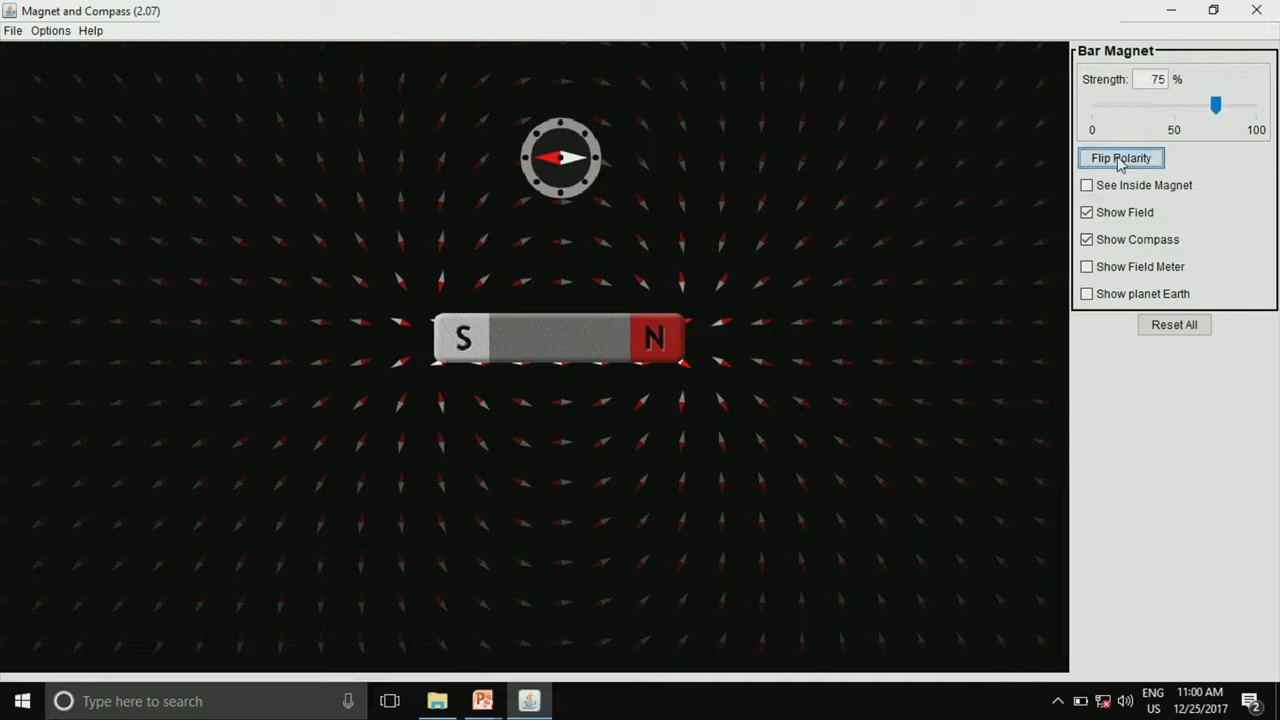 Magnet and Compass (2.07)
File Options Help
Bar Magnet
Strength: 75 %
0 50 100
Flip Polarity
See Inside Magnet
Show Field
Show Compass
Show Field Meter
Show planet Earth
Reset All
S N
Type here to search
ENG
US
11:00 AM
12/25/2017
2